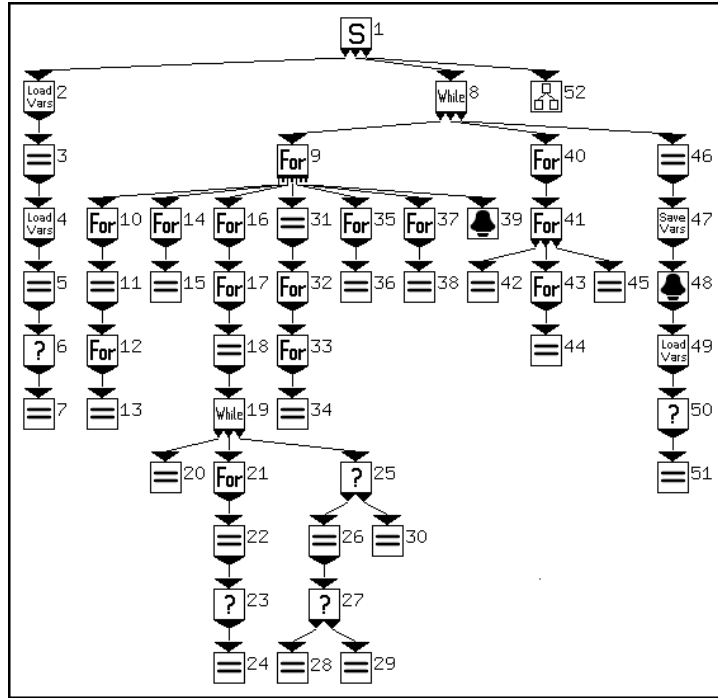 S 1
Load Vars 2
While 8
52
= 3
For 9
For 40
= 46
Load Vars 4
For 10
For 14
For 16
= 31
For 35
For 37
39
For 41
Save Vars 47
= 5
= 11
= 15
For 17
For 32
= 36
= 38
= 42
For 43
= 45
48
? 6
For 12
= 18
For 33
= 44
Load Vars 49
= 7
= 13
While 19
= 34
? 50
= 20
For 21
? 25
= 51
= 22
= 26
= 30
? 23
? 27
= 24
= 28
= 29